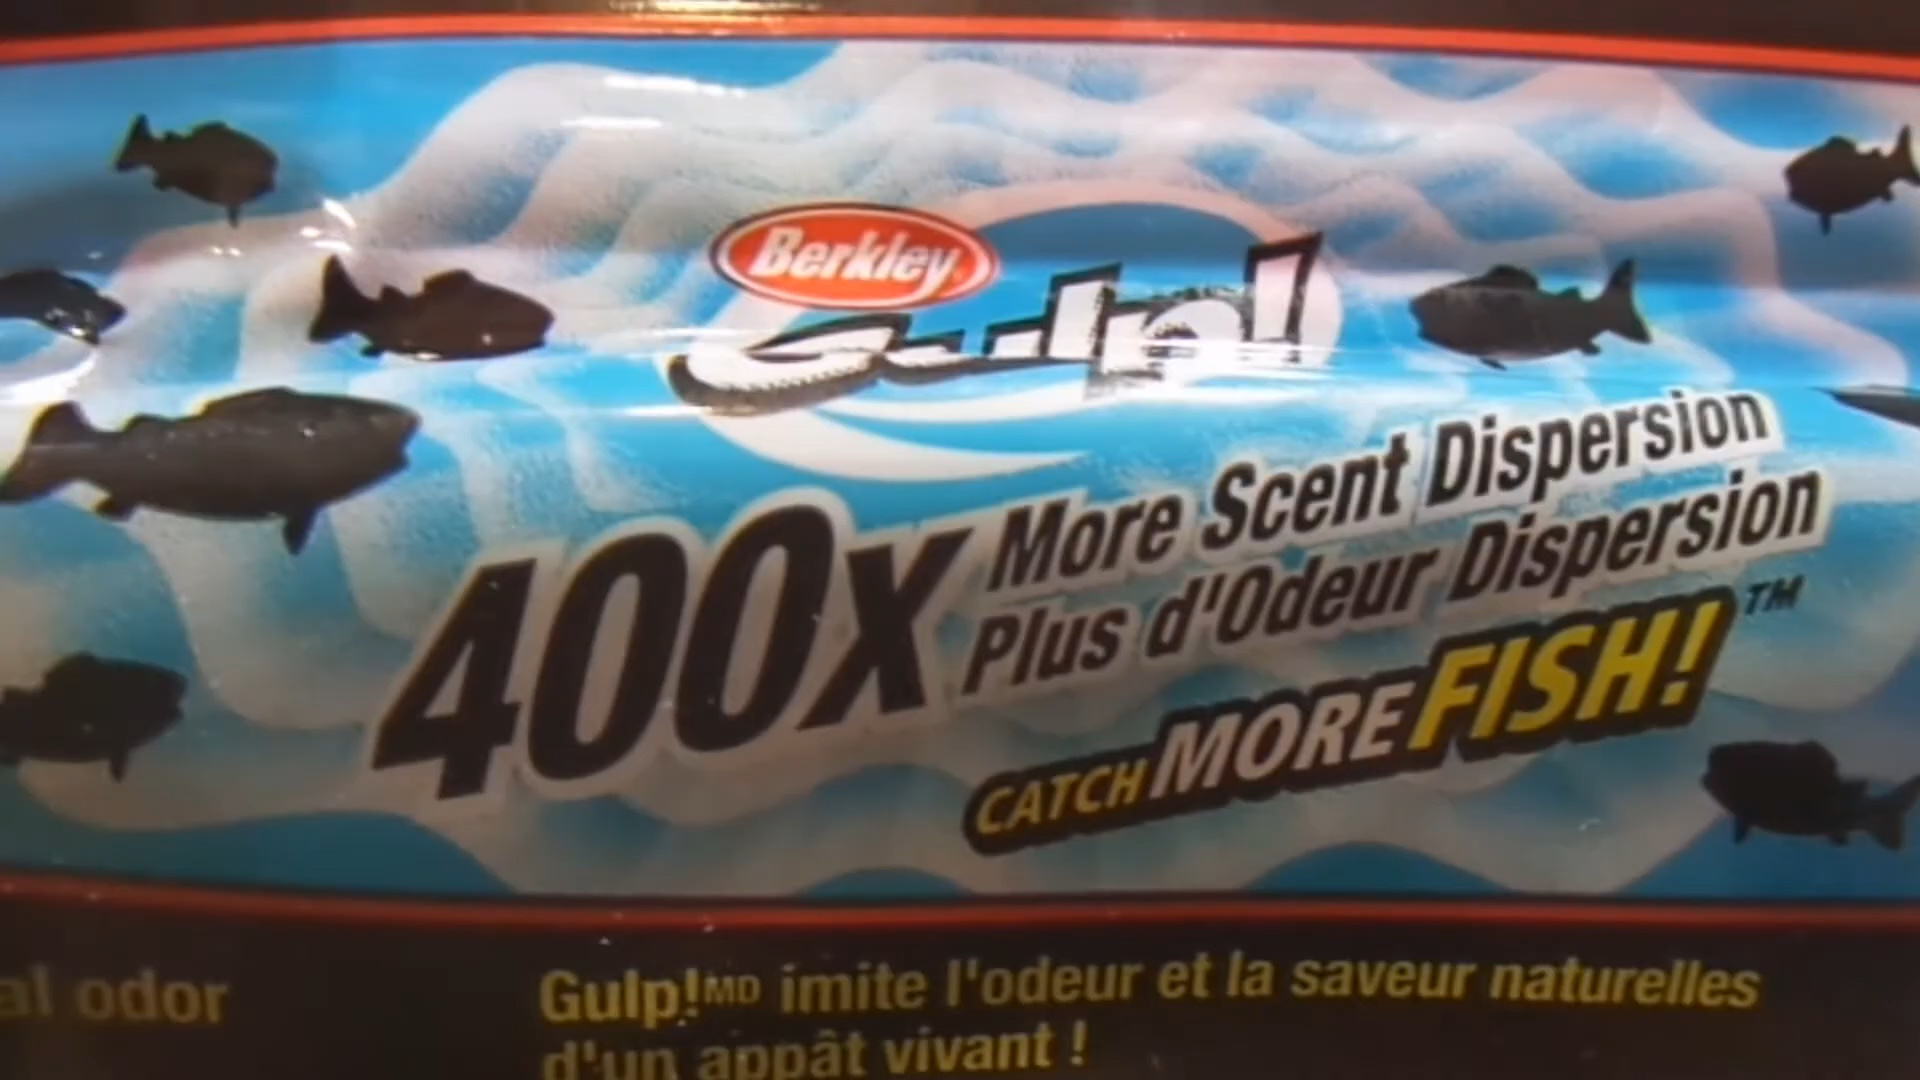 Berkley
Gulp!
400x
More Scent Dispersion
Plus d'Odeur Dispersion
CATCH MORE FISH!™
al odor
Gulp!MD imite l'odeur et la saveur naturelles
d'un appât vivant !